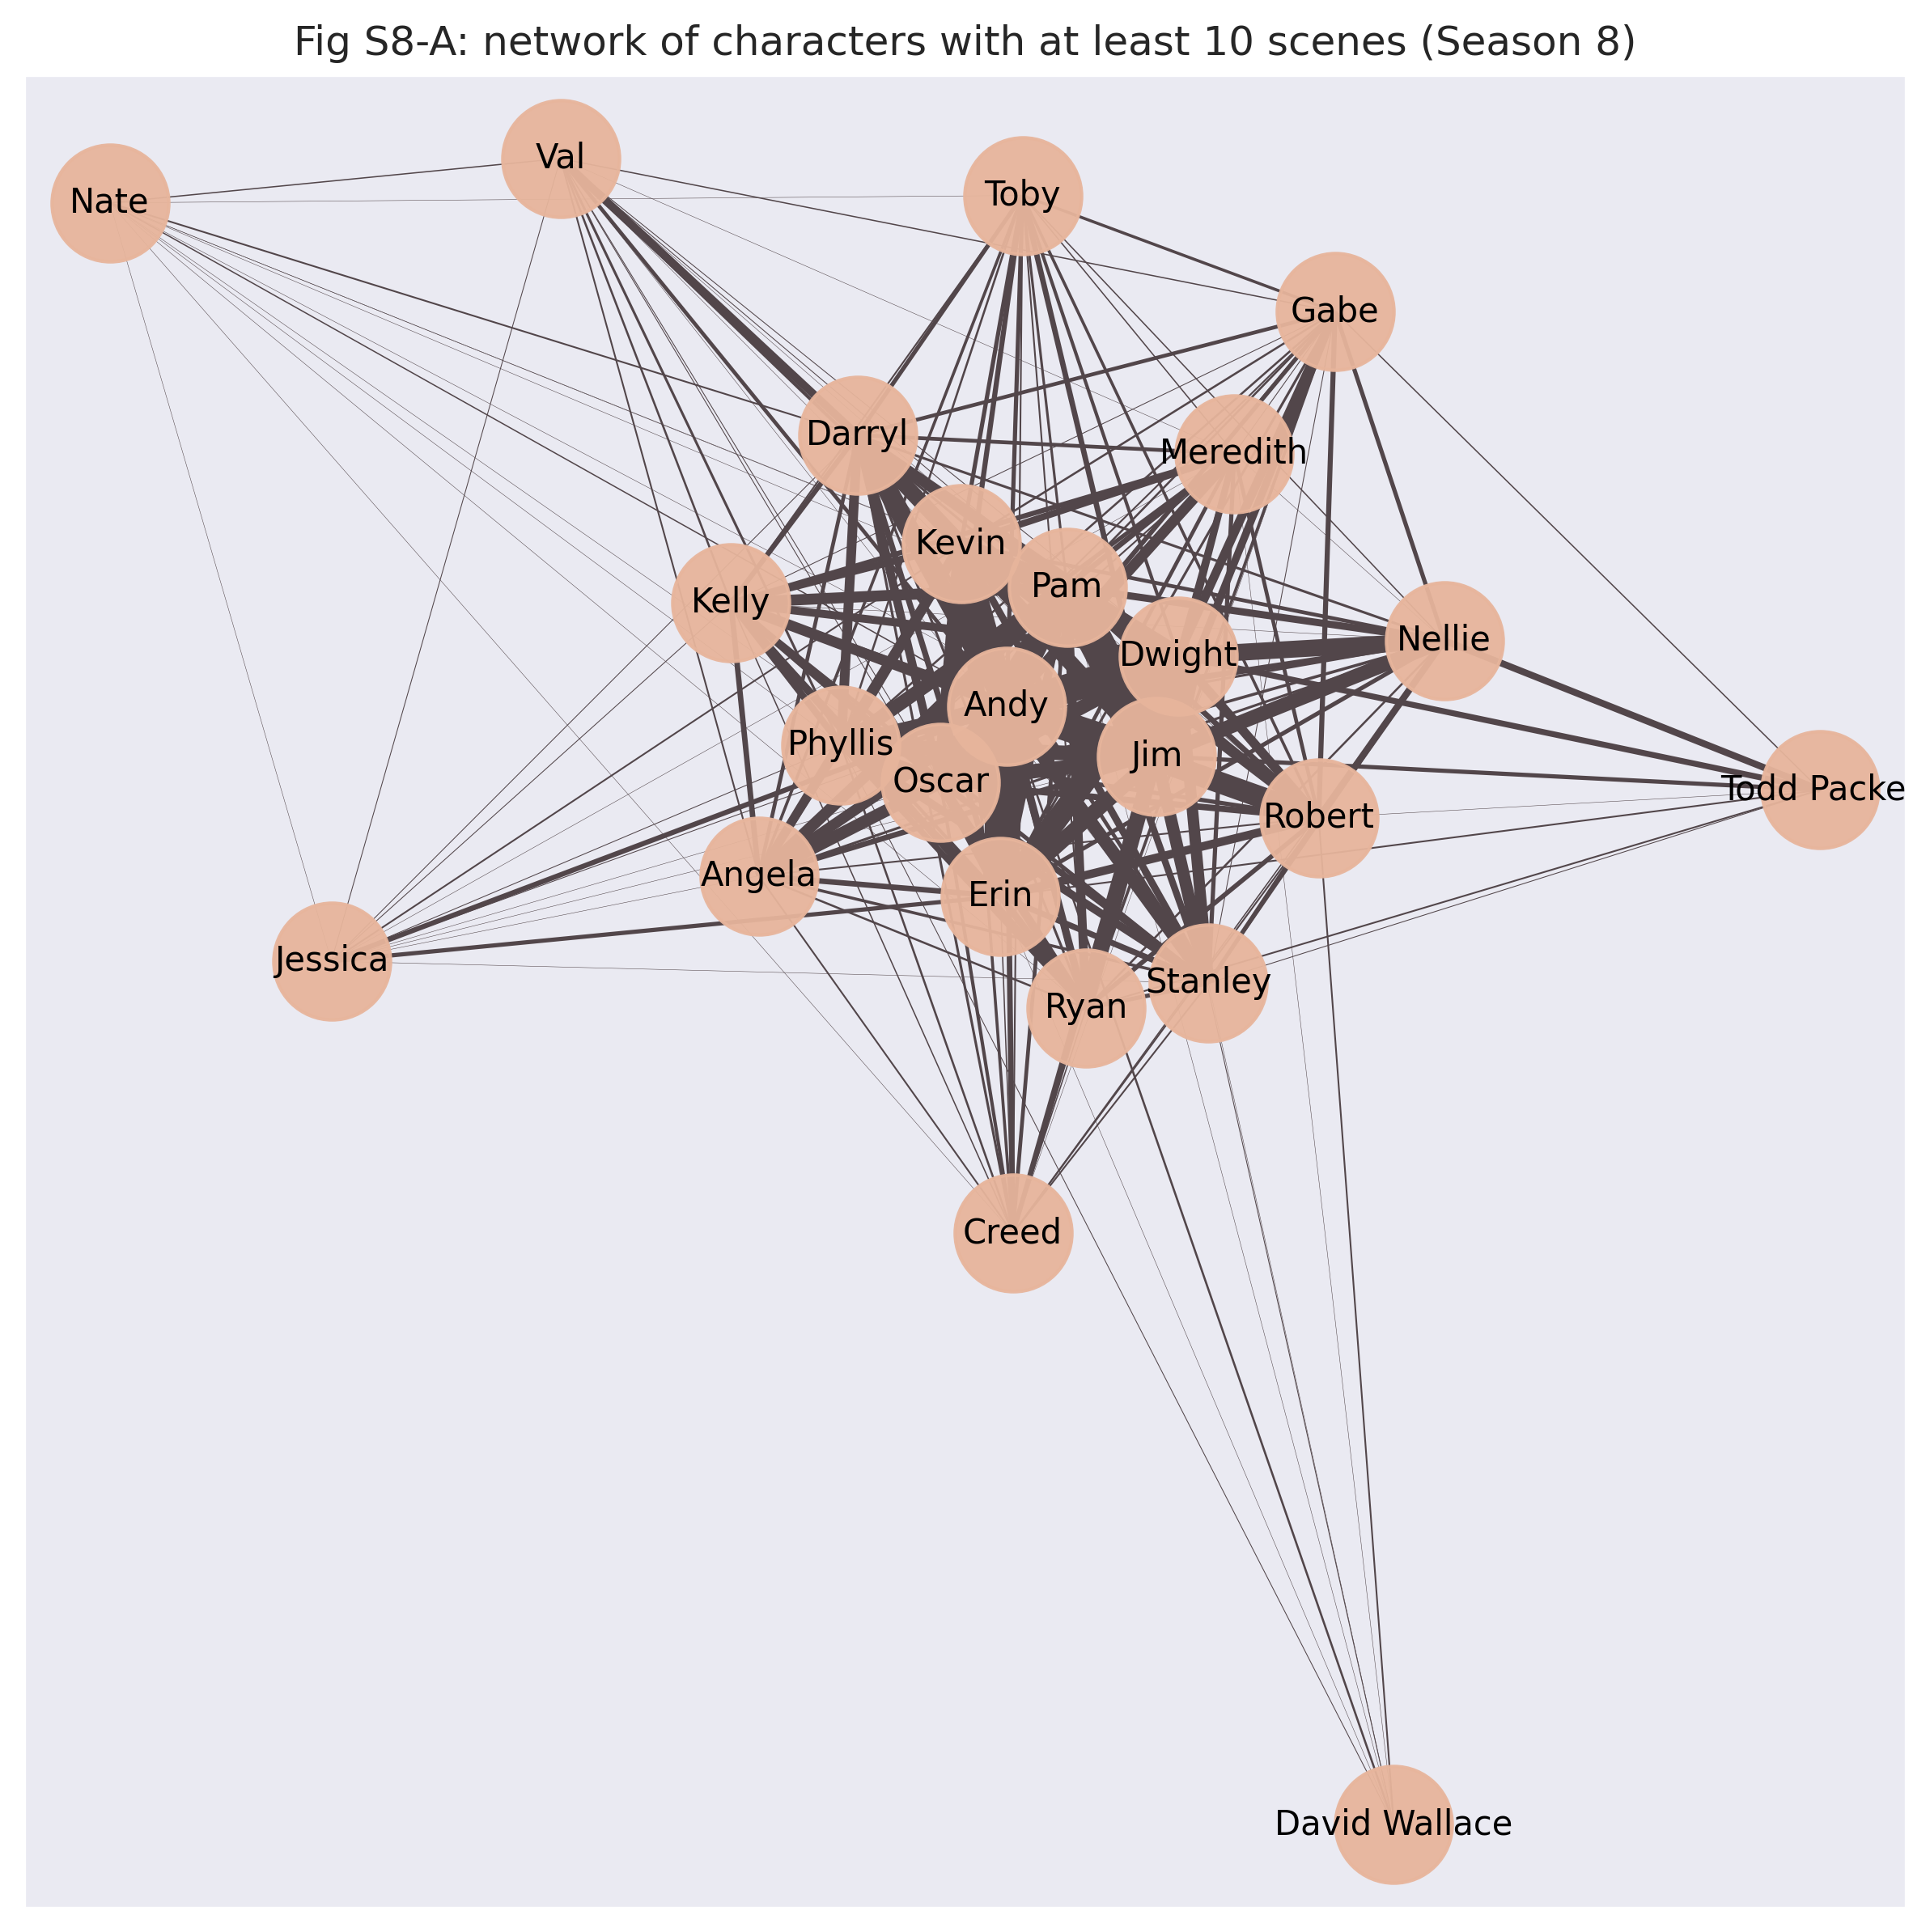 Fig S8-A: network of characters with at least 10 scenes (Season 8)
Val
Nate
Toby
Gabe
Darryl
Meredith
Kevin
Pam
Kelly
Nellie
Dwight
Andy
Phyllis
Jim
Oscar
Todd Packe
Robert
Angela
Erin
Jessica
Stanley
Ryan
Creed
David Wallace